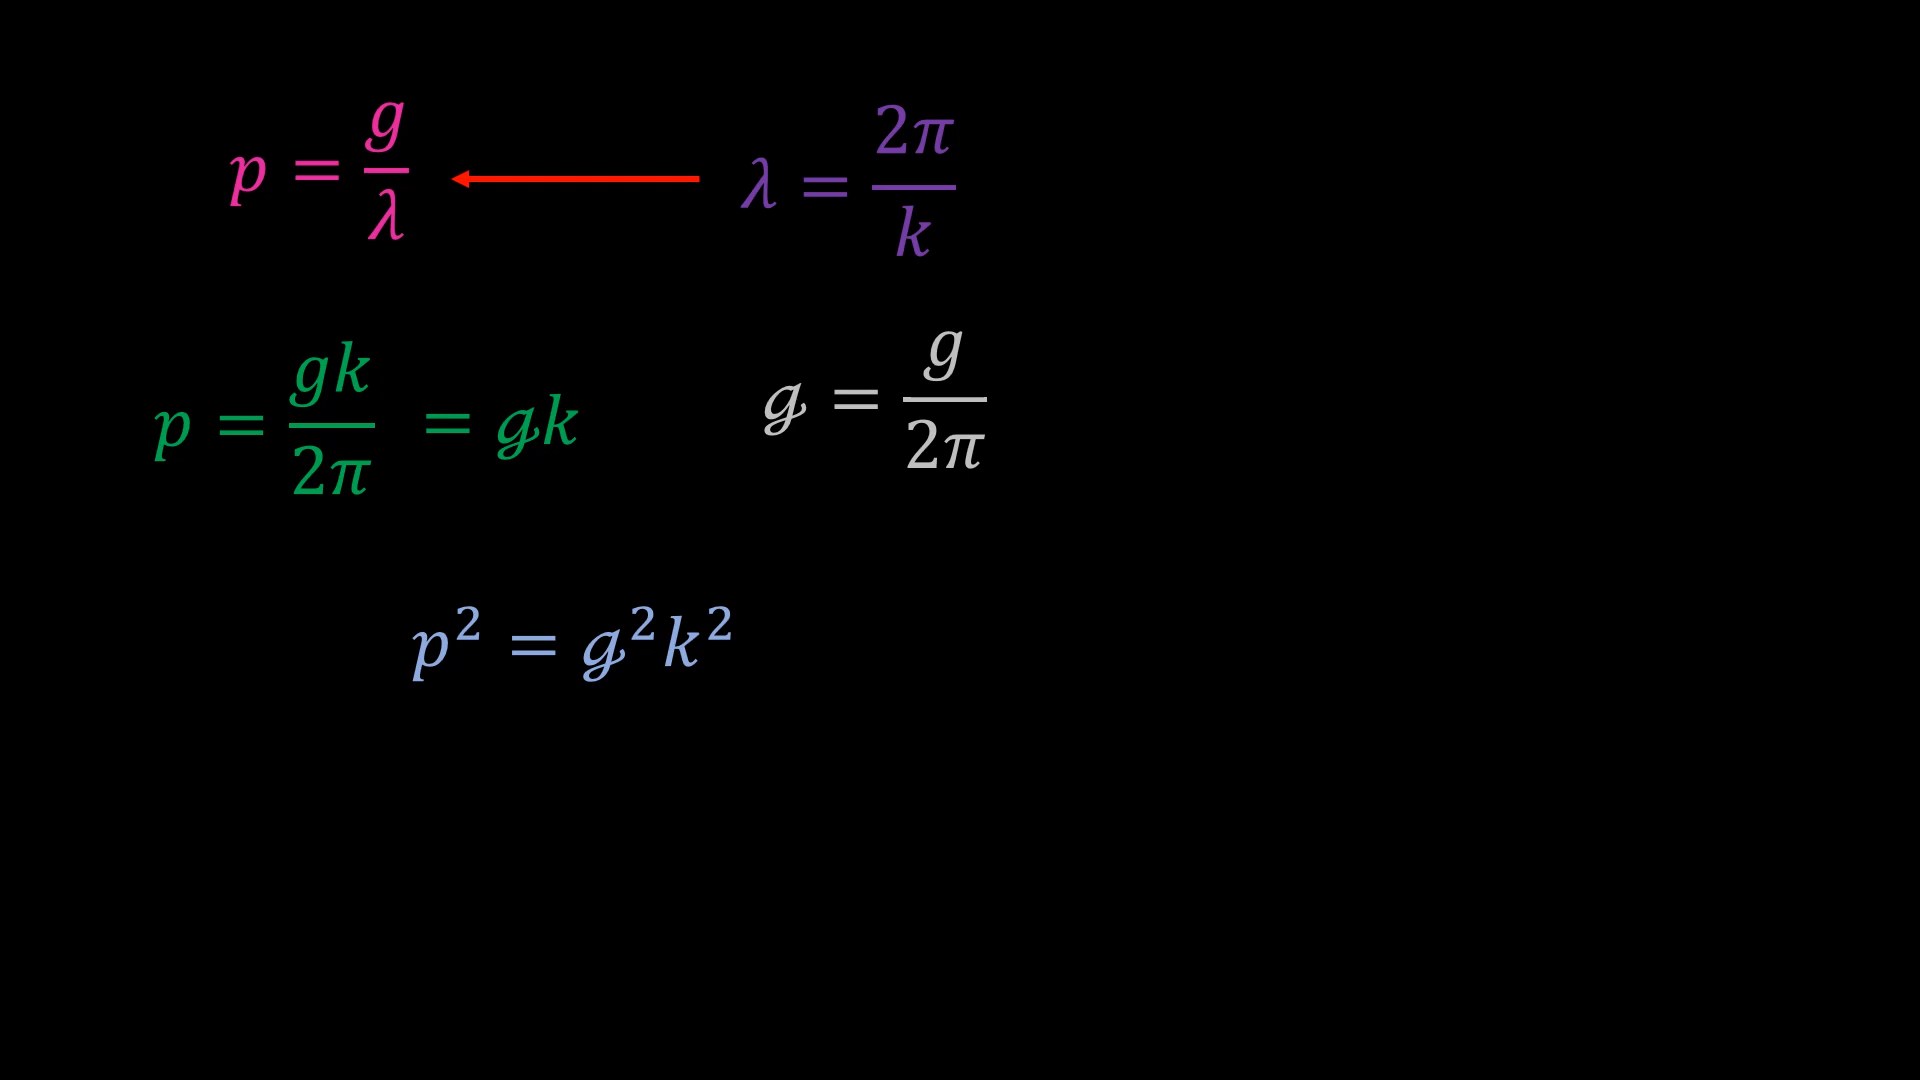 p = g/λ λ = 2π/k
p = gk/2π = ℊk ℊ = g/2π
p² = ℊ²k²